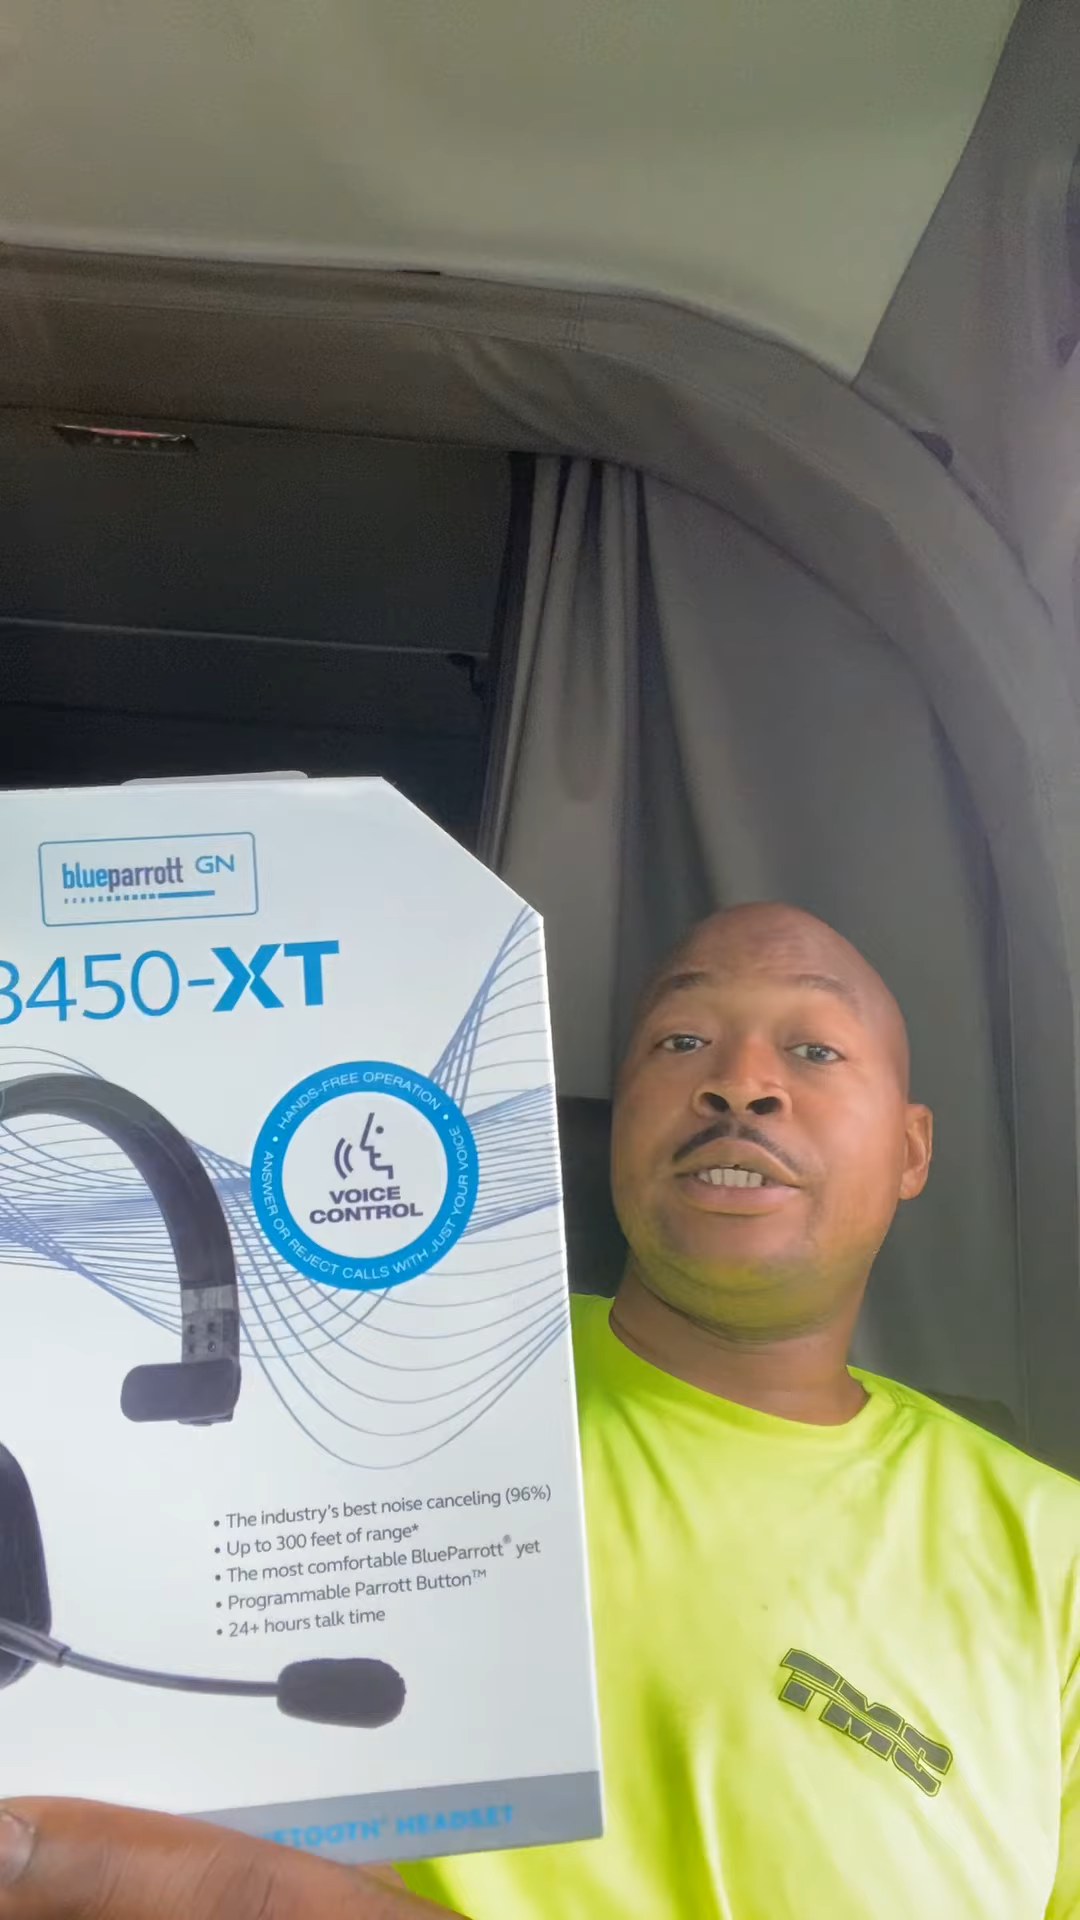 blueparrott GN
B450-XT
• HANDS-FREE OPERATION •
ANSWER OR REJECT CALLS WITH JUST YOUR VOICE
VOICE
CONTROL
• The industry's best noise canceling (96%)
• Up to 300 feet of range*
• The most comfortable BlueParrott® yet
• Programmable Parrott Button™
• 24+ hours talk time
HEADSET
TMC